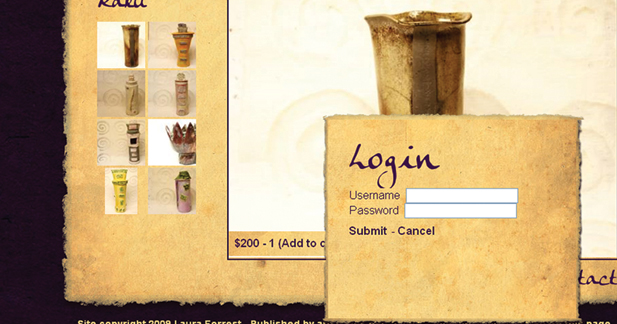 Raku
Login
Username
Password
Submit - Cancel
$200 - 1 (Add to c
tact
Site copyright 2009 Laura Forrest - Published by a
page